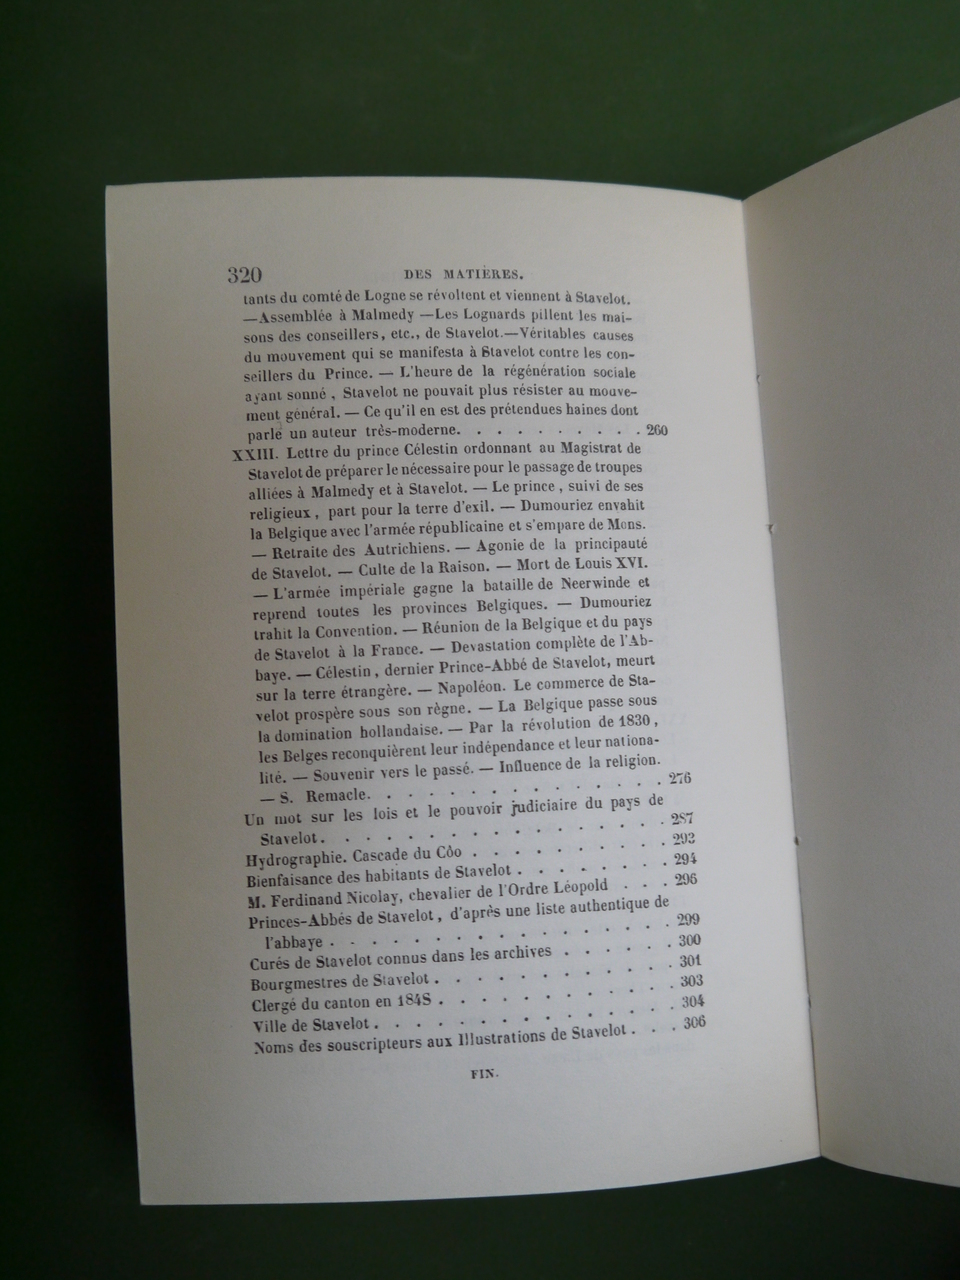 320 DES MATIÈRES.
tants du comté de Logne se révoltent et viennent à Stavelot.
—Assemblée à Malmedy —Les Lognards pillent les mai-
sons des conseillers, etc., de Stavelot.—Véritables causes
du mouvement qui se manifesta à Stavelot contre les con-
seillers du Prince. — L'heure de la régénération sociale
ayant sonné, Stavelot ne pouvait plus résister au mouve-
ment général. — Ce qu'il en est des prétendues haines dont
parle un auteur très-moderne. . . . . . . . . . 260
XXIII. Lettre du prince Célestin ordonnant au Magistrat de
Stavelot de préparer le nécessaire pour le passage de troupes
alliées à Malmedy et à Stavelot. — Le prince, suivi de ses
religieux, part pour la terre d'exil. — Dumouriez envahit
la Belgique avec l'armée républicaine et s'empare de Mons.
— Retraite des Autrichiens. — Agonie de la principauté
de Stavelot. — Culte de la Raison. — Mort de Louis XVI.
— L'armée impériale gagne la bataille de Neerwinde et
reprend toutes les provinces Belgiques. — Dumouriez
trahit la Convention. — Réunion de la Belgique et du pays
de Stavelot à la France. — Devastation complète de l'Ab-
baye. — Célestin, dernier Prince-Abbé de Stavelot, meurt
sur la terre étrangère. — Napoléon. Le commerce de Sta-
velot prospère sous son règne. — La Belgique passe sous
la domination hollandaise. — Par la révolution de 1830,
les Belges reconquièrent leur indépendance et leur nationa-
lité. — Souvenir vers le passé. — Influence de la religion.
— S. Remacle. . . . . . . . . . . . . . 276
Un mot sur les lois et le pouvoir judiciaire du pays de
Stavelot. . . . . . . . . . . . . . . . . 287
Hydrographie. Cascade du Côo . . . . . . . . . 293
Bienfaisance des habitants de Stavelot . . . . . . . 294
M. Ferdinand Nicolay, chevalier de l'Ordre Léopold . . . 296
Princes-Abbés de Stavelot, d'après une liste authentique de
l'abbaye . . . . . . . . . . . . . . . . 299
Curés de Stavelot connus dans les archives . . . . . . 300
Bourgmestres de Stavelot . . . . . . . . . . . 301
Clergé du canton en 1848 . . . . . . . . . . . 303
Ville de Stavelot . . . . . . . . . . . . . . 304
Noms des souscripteurs aux Illustrations de Stavelot . . . 306
FIN.